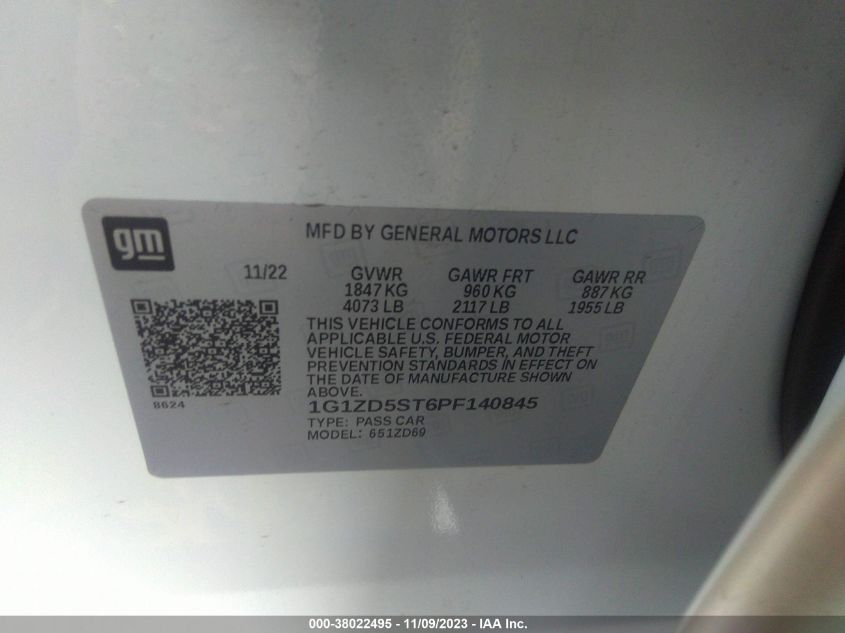 gm
MFD BY GENERAL MOTORS LLC
11/22 GVWR GAWR FRT GAWR RR
1847 KG 960 KG 887 KG
4073 LB 2117 LB 1955 LB
THIS VEHICLE CONFORMS TO ALL
APPLICABLE U.S. FEDERAL MOTOR
VEHICLE SAFETY, BUMPER, AND THEFT
PREVENTION STANDARDS IN EFFECT ON
THE DATE OF MANUFACTURE SHOWN
ABOVE.
8624
1G1ZD5ST6PF140845
TYPE: PASS CAR
MODEL: 651ZD69
000-38022495 - 11/09/2023 - IAA Inc.